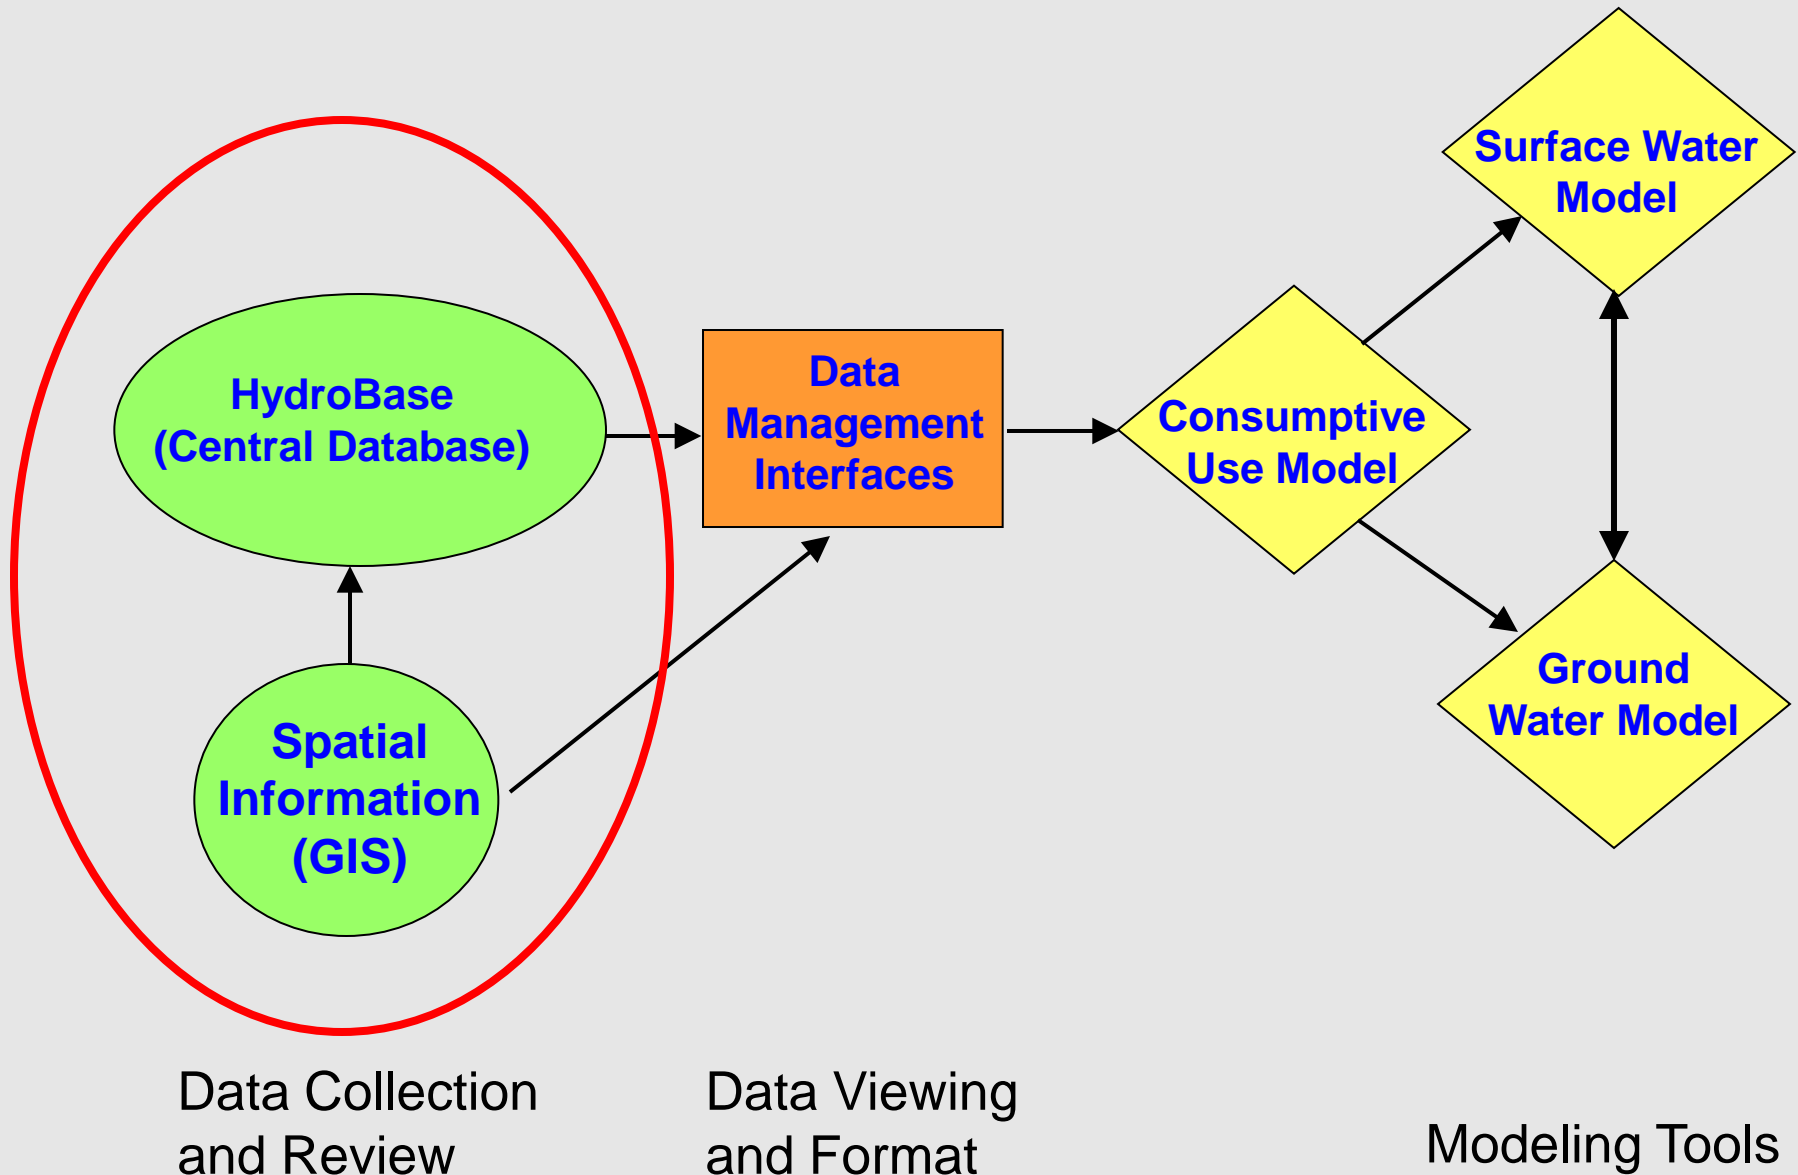 Surface Water
Model
HydroBase
(Central Database)
Data
Management
Interfaces
Consumptive
Use Model
Spatial
Information
(GIS)
Ground
Water Model
Data Collection
and Review
Data Viewing
and Format
Modeling Tools